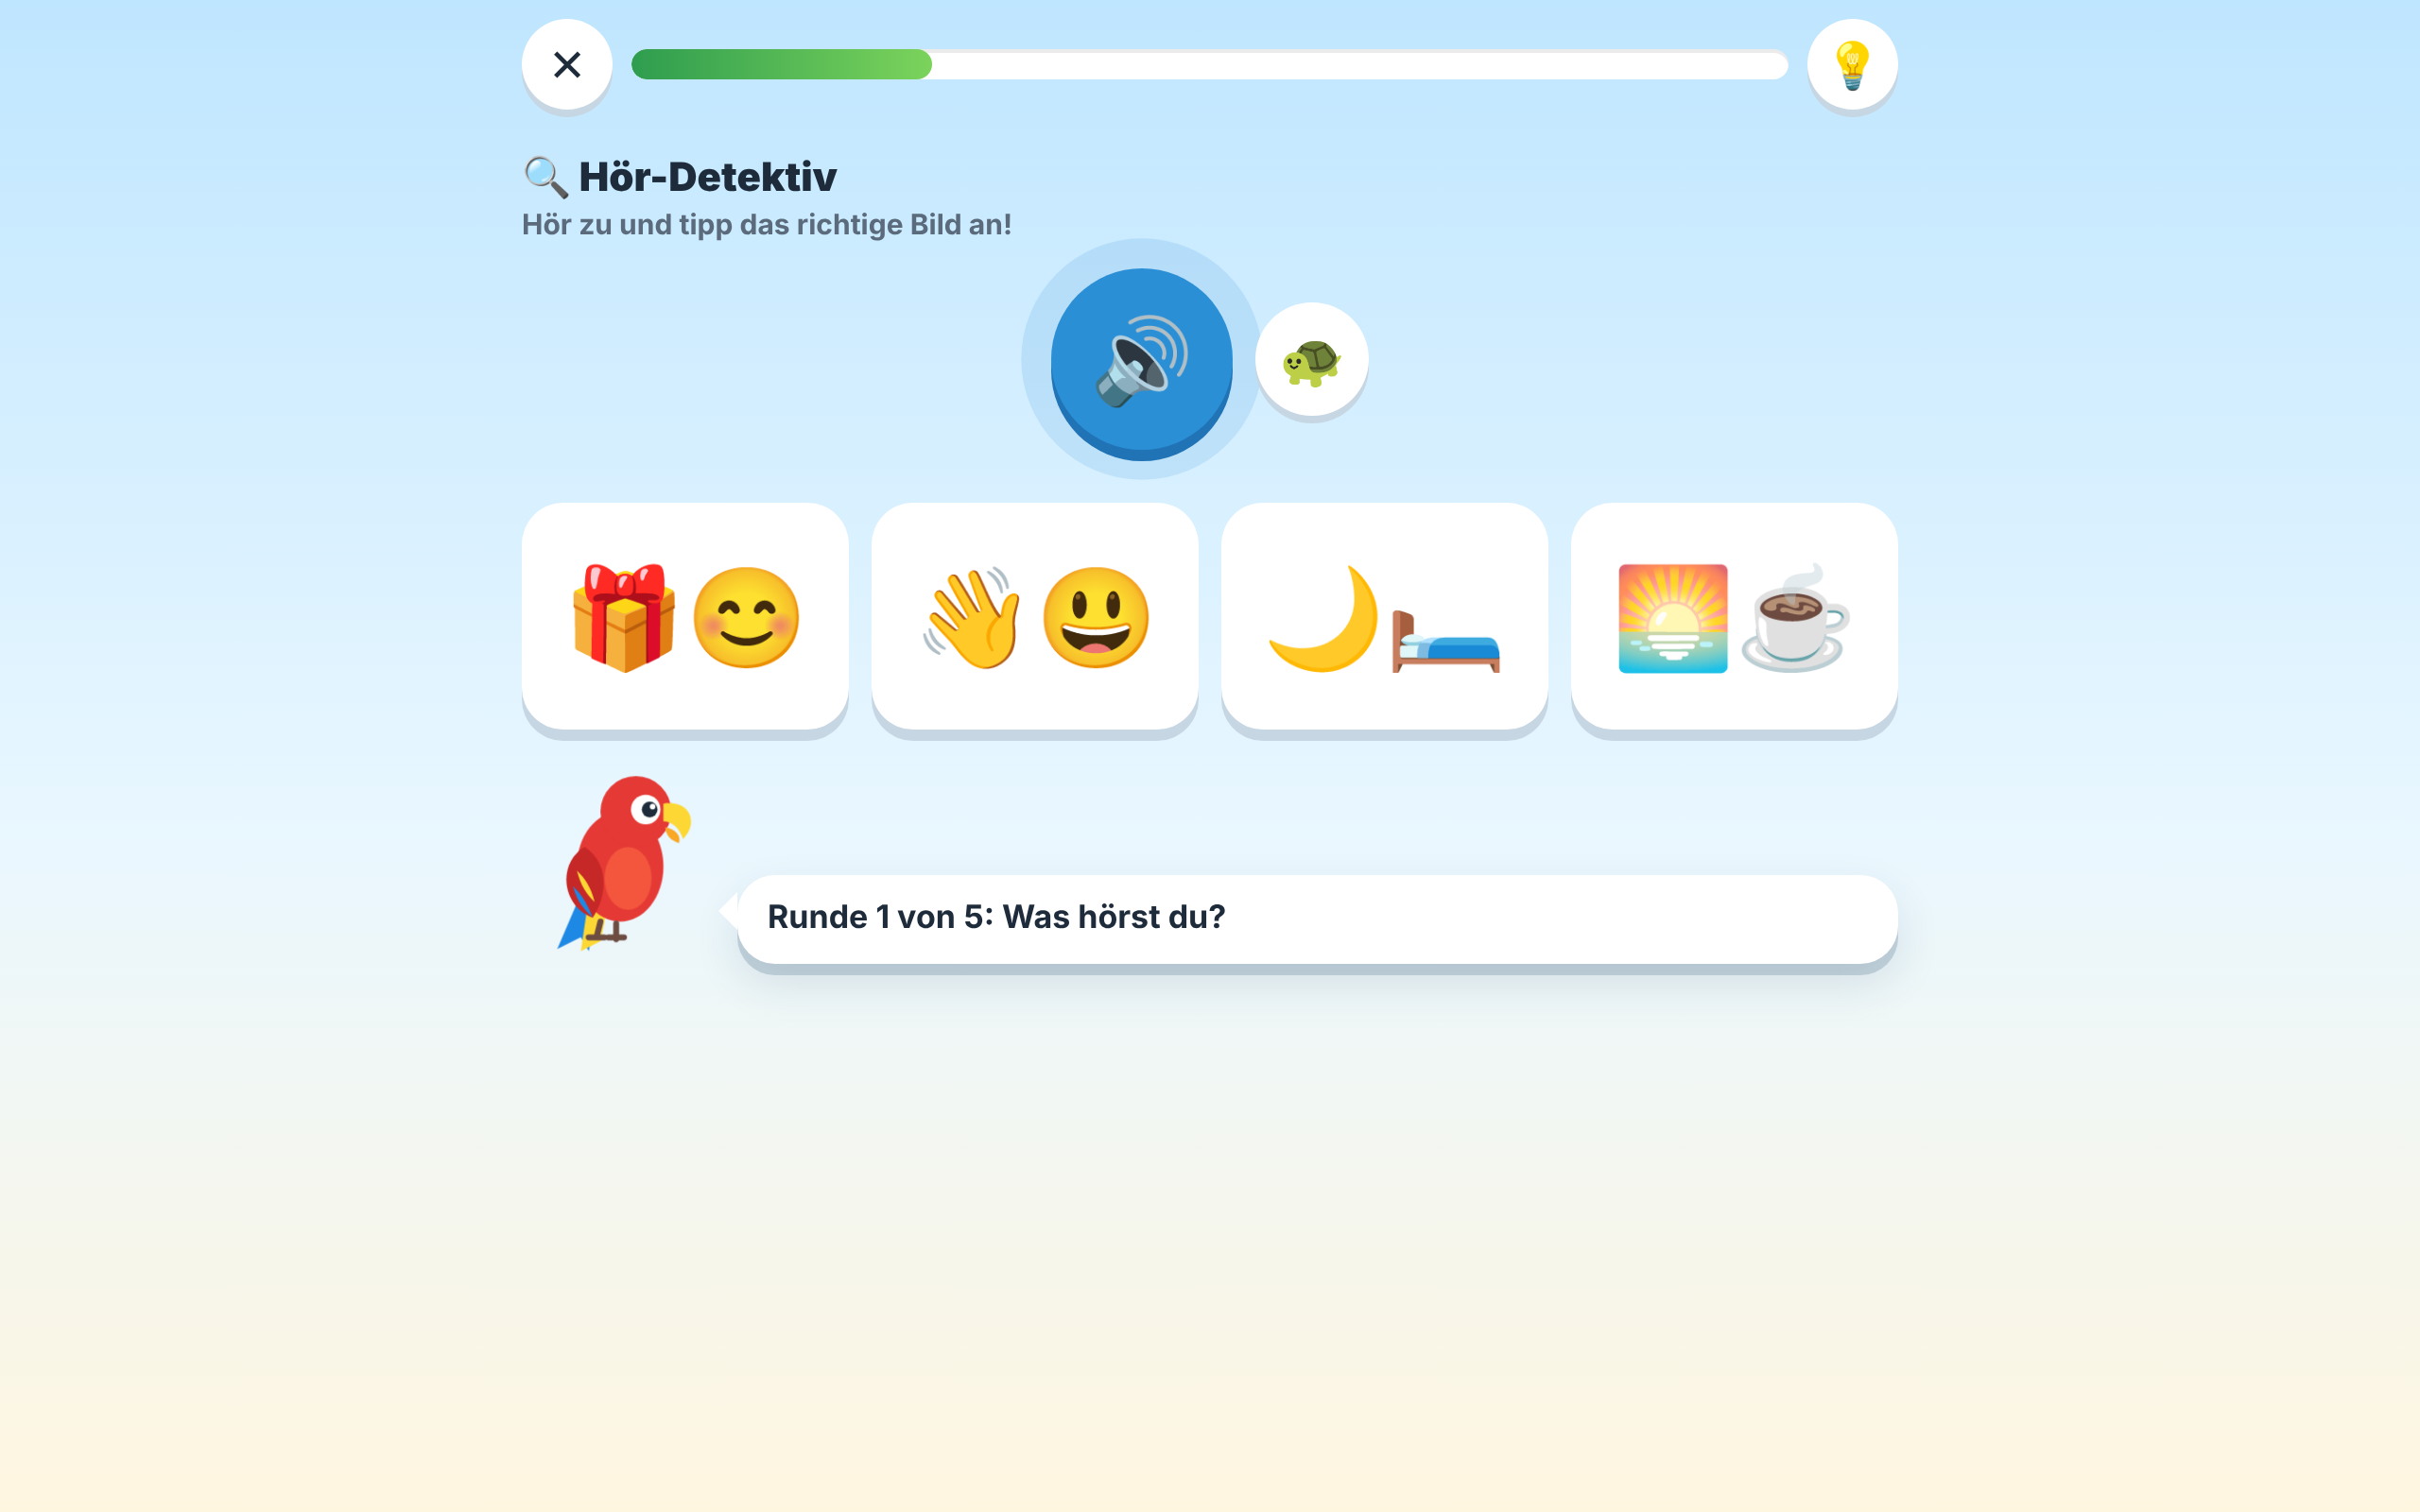 Hör-Detektiv
Hör zu und tipp das richtige Bild an!
Runde 1 von 5: Was hörst du?